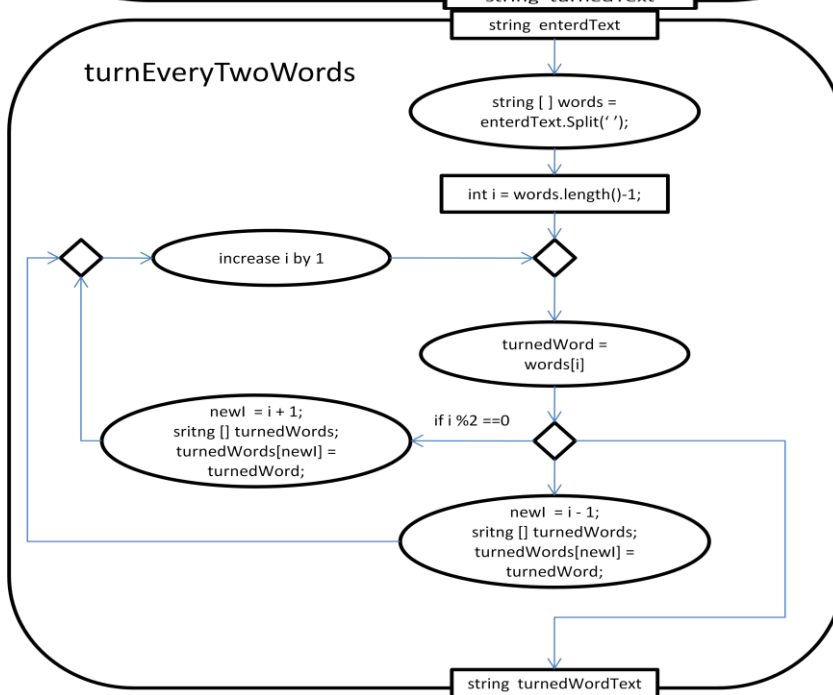 string turnedText
string enterdText
turnEveryTwoWords
string [ ] words =
enterdText.Split(‘ ’);
int i = words.length()-1;
increase i by 1
turnedWord =
words[i]
if i %2 ==0
newI = i + 1;
sritng [] turnedWords;
turnedWords[newI] =
turnedWord;
newI = i - 1;
sritng [] turnedWords;
turnedWords[newI] =
turnedWord;
string turnedWordText